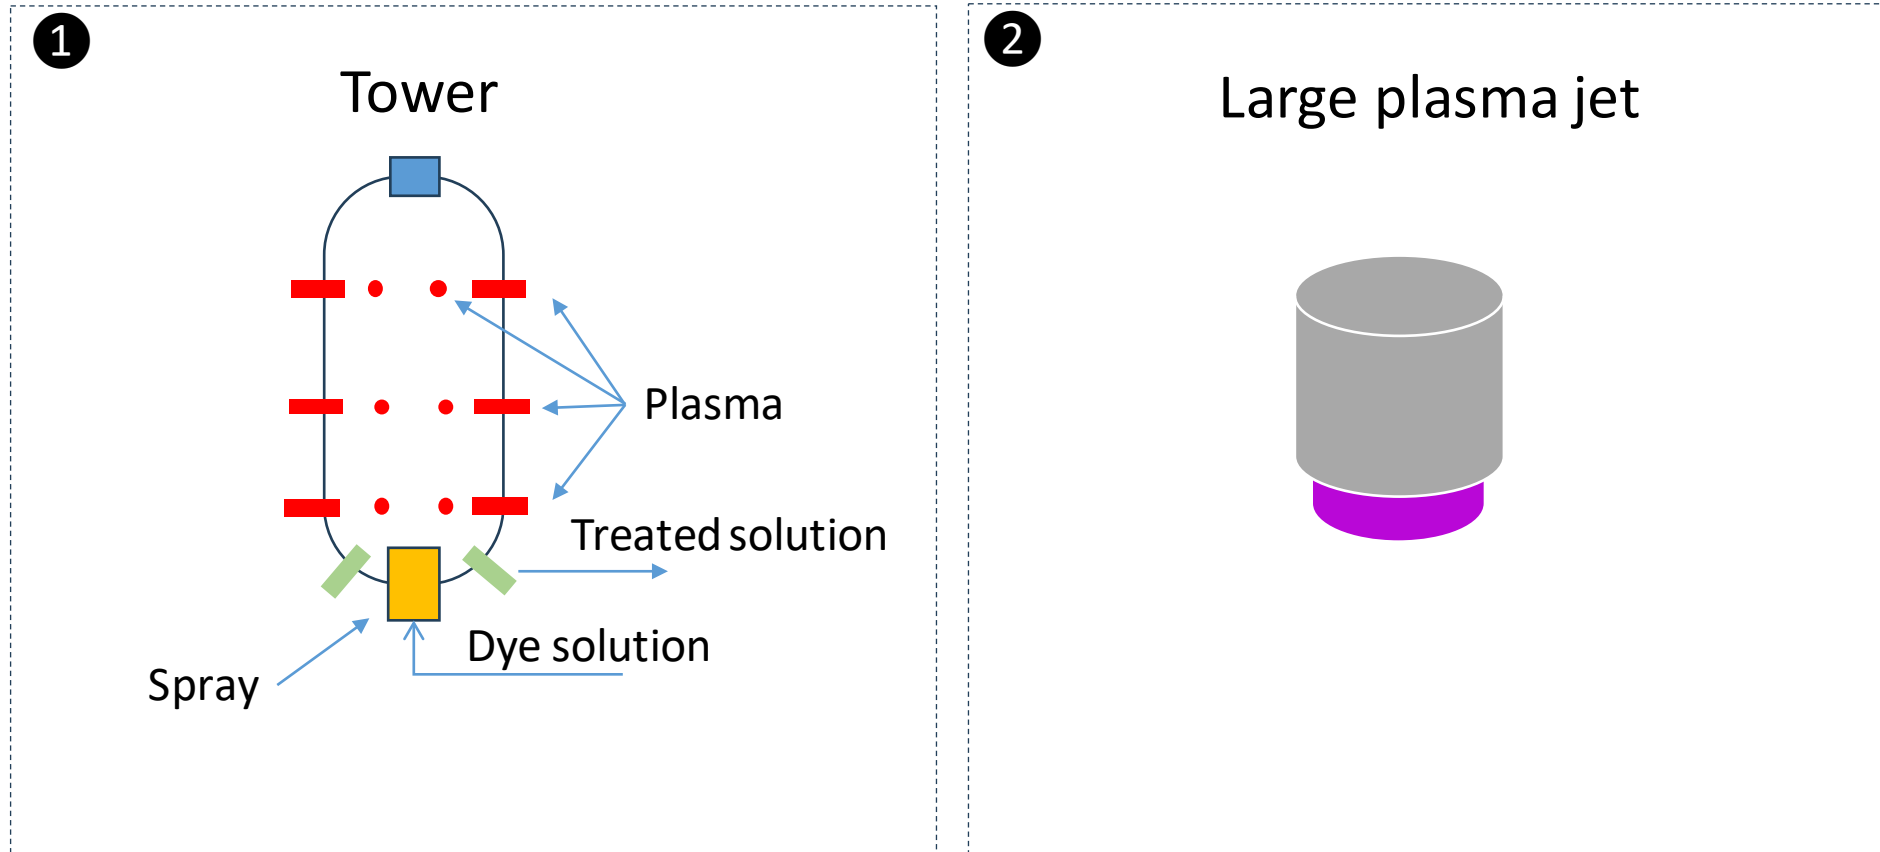 1
Tower
Plasma
Treated solution
Dye solution
Spray
2
Large plasma jet